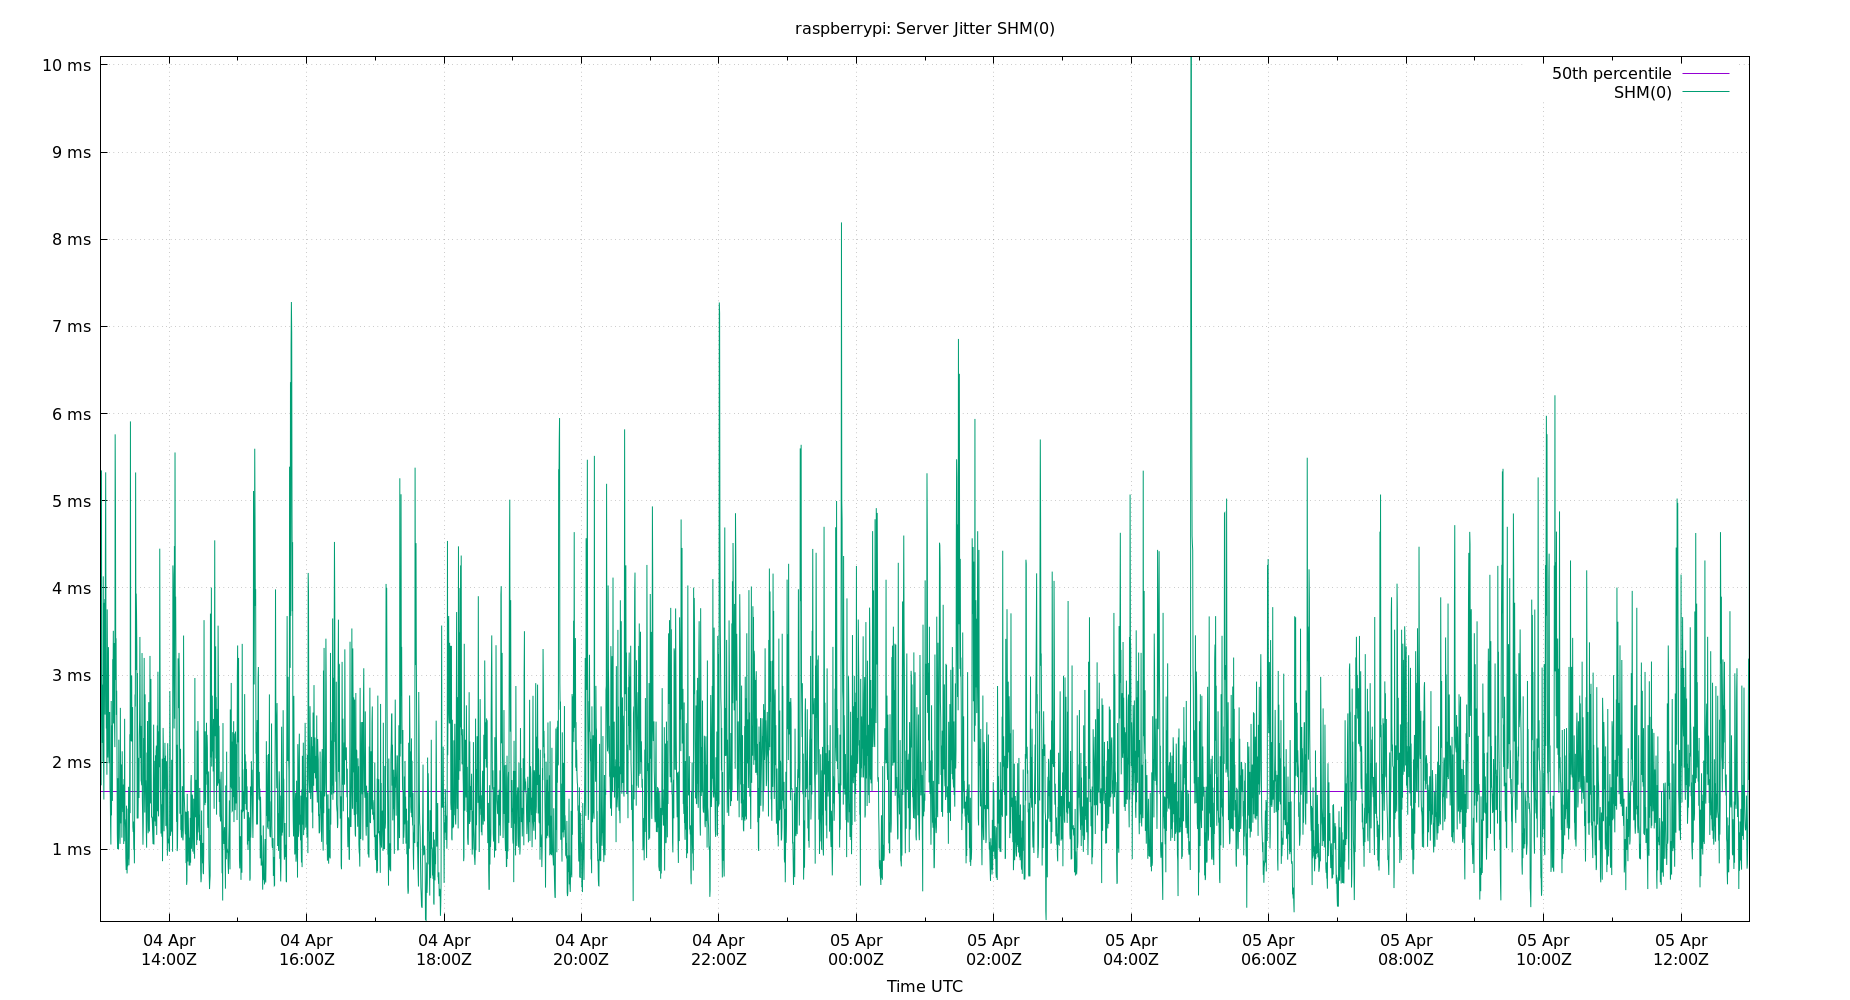 raspberrypi: Server Jitter SHM(0)
10 ms
9 ms
8 ms
7 ms
6 ms
5 ms
4 ms
3 ms
2 ms
1 ms
50th percentile
SHM(0)
04 Apr 04 Apr 04 Apr 04 Apr 04 Apr 05 Apr 05 Apr 05 Apr 05 Apr 05 Apr 05 Apr 05 Apr
14:00Z 16:00Z 18:00Z 20:00Z 22:00Z 00:00Z 02:00Z 04:00Z 06:00Z 08:00Z 10:00Z 12:00Z
Time UTC